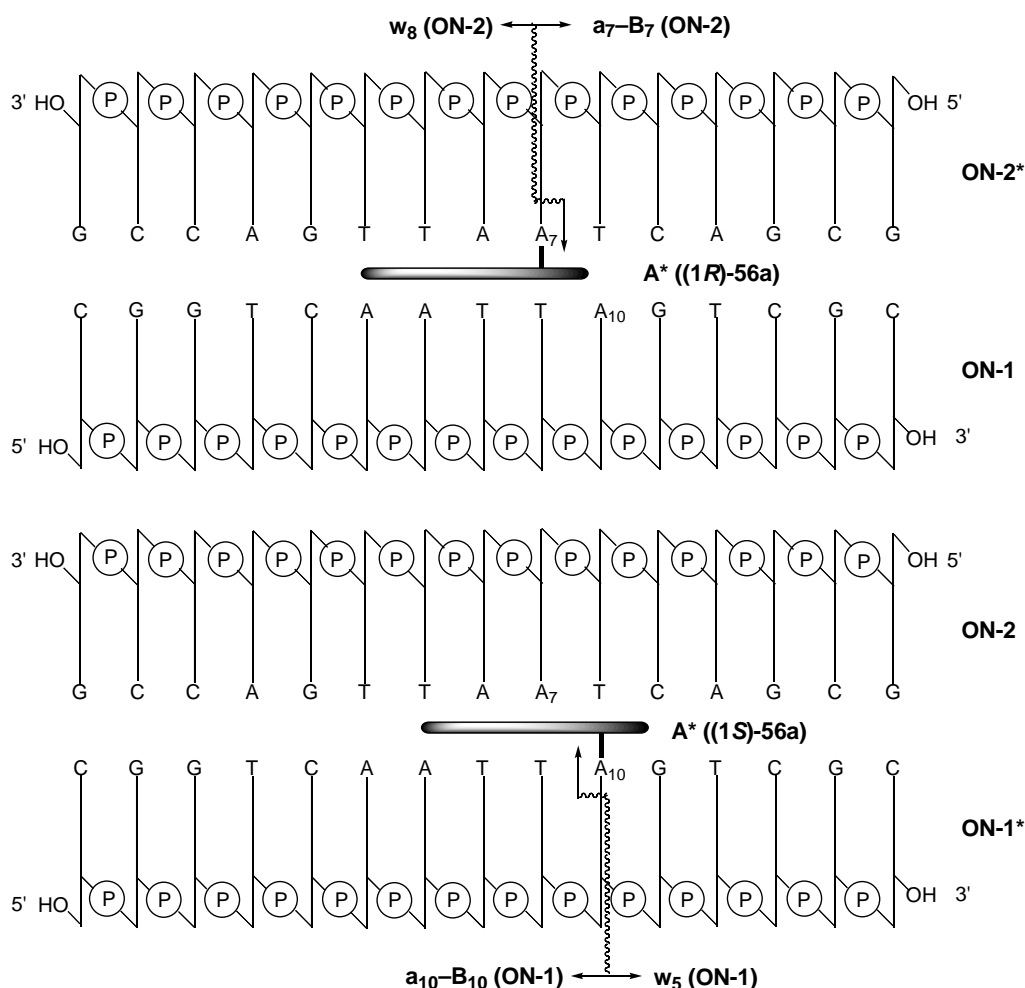 w₈ (ON-2) a₇–B₇ (ON-2)
3' HO P P P P P P P P P P P P P P OH 5'
ON-2*
G C C A G T T A A₇ T C A G C G
A* ((1R)-56a)
C G G T C A A T T A₁₀ G T C G C
ON-1
5' HO P P P P P P P P P P P P P P OH 3'
3' HO P P P P P P P P P P P P P P OH 5'
ON-2
G C C A G T T A A₇ T C A G C G
A* ((1S)-56a)
C G G T C A A T T A₁₀ G T C G C
ON-1*
5' HO P P P P P P P P P P P P P P OH 3'
a₁₀–B₁₀ (ON-1) w₅ (ON-1)